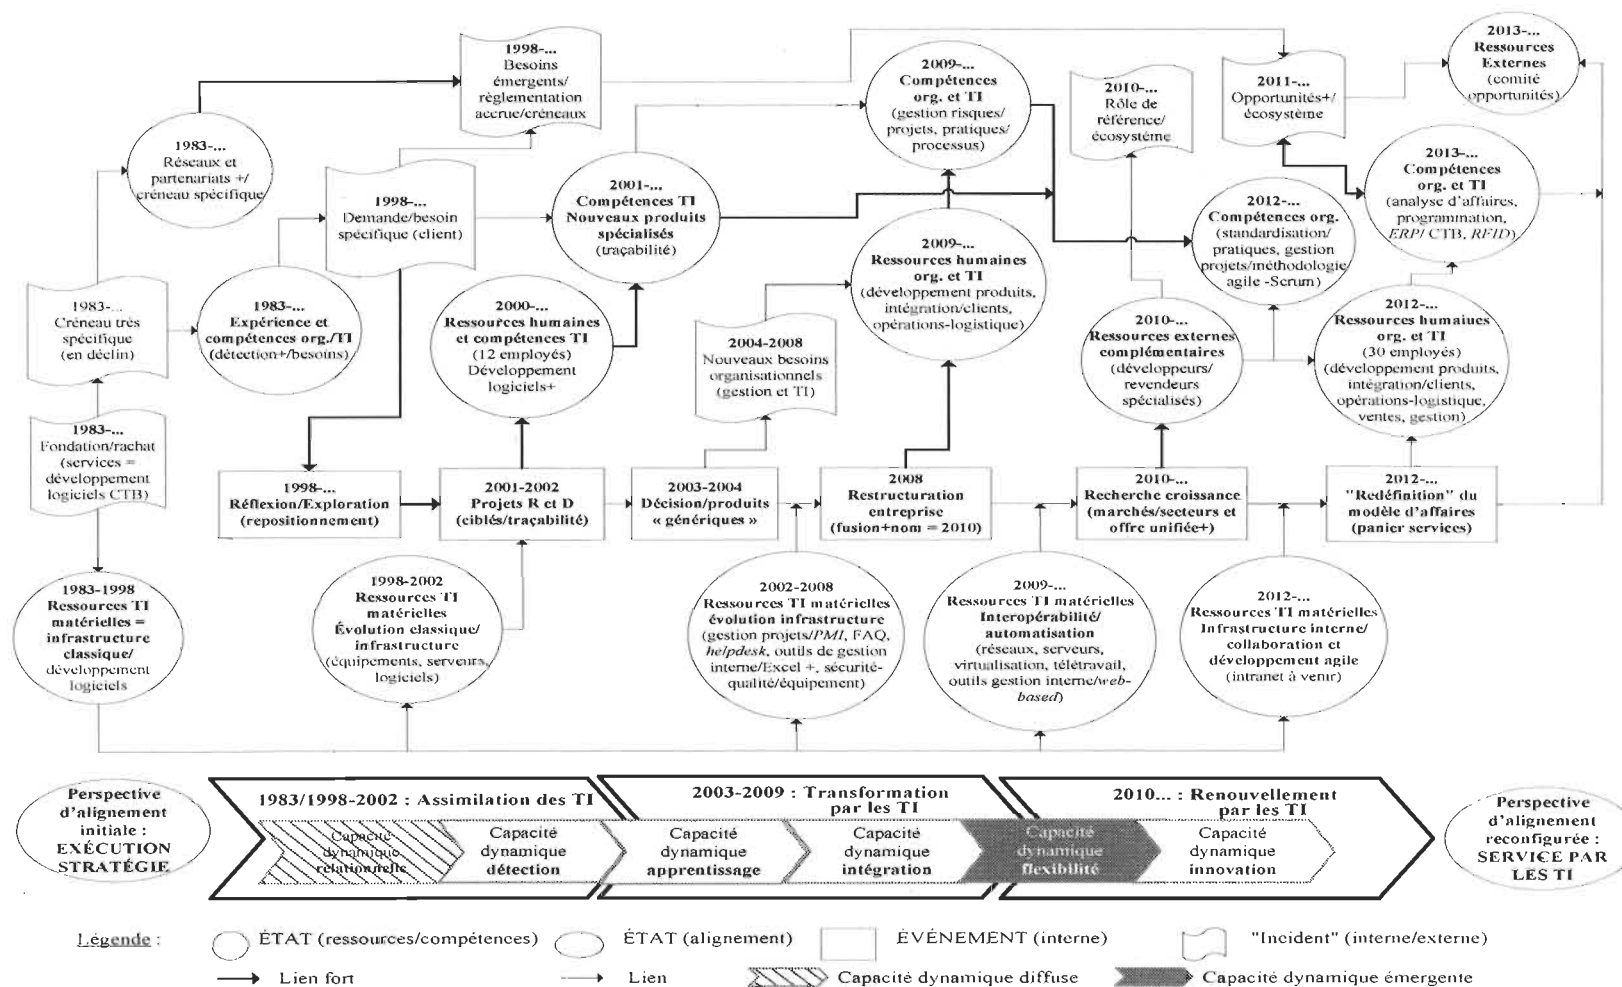 1998-...
Besoins
émergents/
règlementation
accrue/créneaux
2013-...
Ressources
Externes
(comité
opportunités)
2009-...
Compétences
org. et TI
(gestion risques/
projets, pratiques/
processus)
2010-...
Rôle de
référence/
écosystème
2011-...
Opportunités+/
écosystème
1983-...
Réseaux et
partenariats +/
créneau spécifique
2013-...
Compétences
org. et TI
(analyse d'affaires,
programmation,
ERP/ CTB, RFID)
1998-...
Demande/besoin
spécifique (client)
2001-...
Compétences TI
Nouveaux produits
spécialisés
(traçabilité)
2012-...
Compétences org.
(standardisation/
pratiques, gestion
projets/méthodologie
agile -Scrum)
2009-...
Ressources humaines
org. et TI
(développement produits,
intégration/clients,
opérations-logistique)
1983-...
Créneau très
spécifique
(en déclin)
1983-...
Expérience et
compétences org./TI
(détection+/besoins)
2000-...
Ressources humaines
et compétences TI
(12 employés)
Développement
logiciels+
2004-2008
Nouveaux besoins
organisationnels
(gestion et TI)
2010-...
Ressources externes
complémentaires
(développeurs/
revendeurs
spécialisés)
2012-...
Ressources humaiues
org. et TI
(30 employés)
(développement produits,
intégration/clients,
opérations-logistique,
ventes, gestion)
1983-...
Fondation/rachat
(services =
développement
logiciels CTB)
1998-...
Réflexion/Exploration
(repositionnement)
2001-2002
Projets R et D
(ciblés/traçabilité)
2003-2004
Décision/produits
« génériques »
2008
Restructuration
entreprise
(fusion+nom = 2010)
2010-...
Recherche croissance
(marchés/secteurs et
offre unifiée+)
2012-...
"Redéfinition" du
modèle d'affaires
(panier services)
1983-1998
Ressources TI
matérielles =
infrastructure
classique/
développement
logiciels
1998-2002
Ressources TI
matérielles
Évolution classique/
infrastructure
(équipements, serveurs,
logiciels)
2002-2008
Ressources TI matérielles
évolution infrastructure
(gestion projets/PMI, FAQ,
helpdesk, outils de gestion
interne/Excel +, sécurité-
qualité/équipement)
2009-...
Ressources TI matérielles
Interopérabilité/
automatisation
(réseaux, serveurs,
virtualisation, télétravail,
outils gestion interne/web-
based)
2012-...
Ressources TI matérielles
Infrastructure interne/
collaboration et
développement agile
(intranet à venir)
Perspective
d'alignement
initiale :
EXÉCUTION
STRATÉGIE
1983/1998-2002 : Assimilation des TI
2003-2009 : Transformation
par les TI
2010... : Renouvellement
par les TI
Capacité
dynamique
relationnelle
Capacité
dynamique
détection
Capacité
dynamique
apprentissage
Capacité
dynamique
intégration
Capacité
dynamique
flexibilité
Capacité
dynamique
innovation
Perspective
d'alignement
reconfigurée :
SERVICE PAR
LES TI
Légende :
ÉTAT (ressources/compétences)
ÉTAT (alignement)
ÉVÉNEMENT (interne)
"Incident" (interne/externe)
Lien fort
Lien
Capacité dynamique diffuse
Capacité dynamique émergente